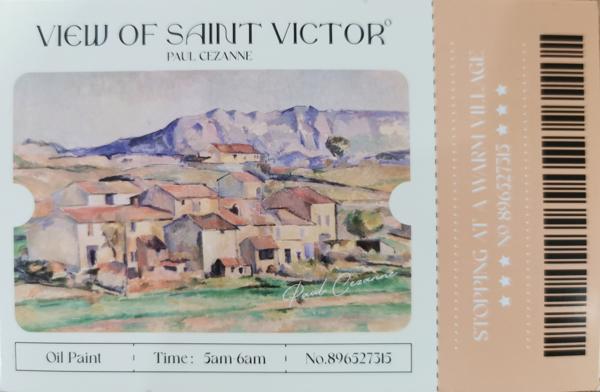 VIEW OF SAINT VICTOR
PAUL CEZANNE
Paul Cezanne
Oil Paint
Time: 5am-6am
No.896527315
STOPPING AT A WARM VILLAGE
No 896527315